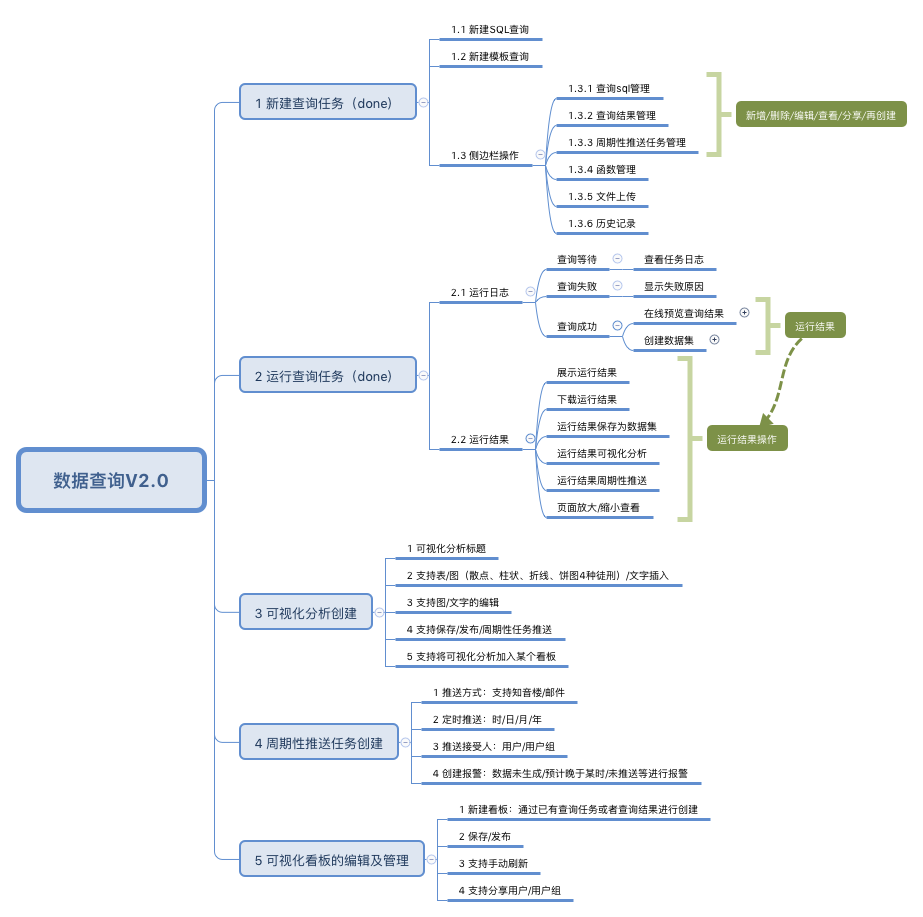 数据查询V2.0
1 新建查询任务（done）
1.1 新建SQL查询
1.2 新建模板查询
1.3 侧边栏操作
1.3.1 查询sql管理
1.3.2 查询结果管理
1.3.3 周期性推送任务管理
1.3.4 函数管理
1.3.5 文件上传
1.3.6 历史记录
新增/删除/编辑/查看/分享/再创建
2 运行查询任务（done）
2.1 运行日志
查询等待
查看任务日志
查询失败
显示失败原因
查询成功
在线预览查询结果
创建数据集
运行结果
2.2 运行结果
展示运行结果
下载运行结果
运行结果保存为数据集
运行结果可视化分析
运行结果周期性推送
页面放大/缩小查看
运行结果操作
3 可视化分析创建
1 可视化分析标题
2 支持表/图（散点、柱状、折线、饼图4种徒刑）/文字插入
3 支持图/文字的编辑
4 支持保存/发布/周期性任务推送
5 支持将可视化分析加入某个看板
4 周期性推送任务创建
1 推送方式：支持知音楼/邮件
2 定时推送：时/日/月/年
3 推送接受人：用户/用户组
4 创建报警：数据未生成/预计晚于某时/未推送等进行报警
5 可视化看板的编辑及管理
1 新建看板：通过已有查询任务或者查询结果进行创建
2 保存/发布
3 支持手动刷新
4 支持分享用户/用户组